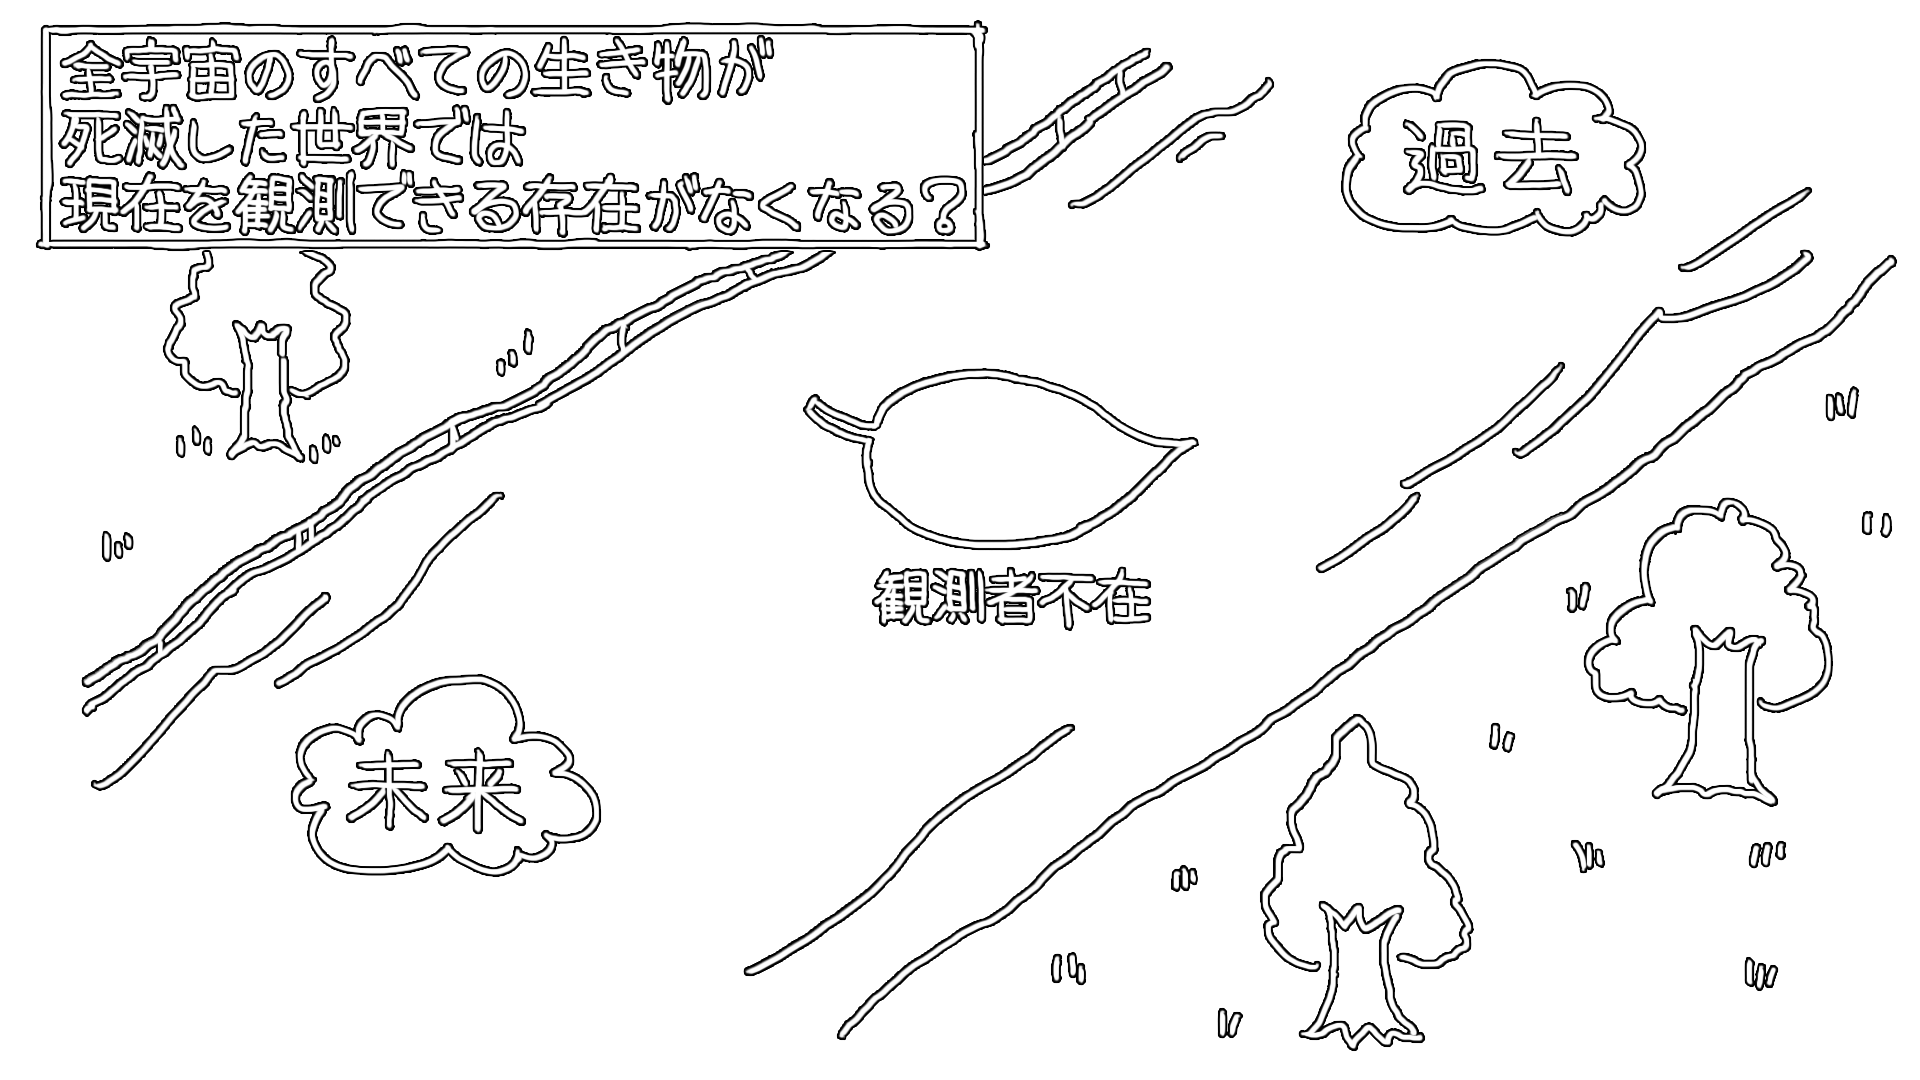 全宇宙のすべての生き物が
死滅した世界では
現在を観測できる存在がなくなる?
過去
観測者不在
未来